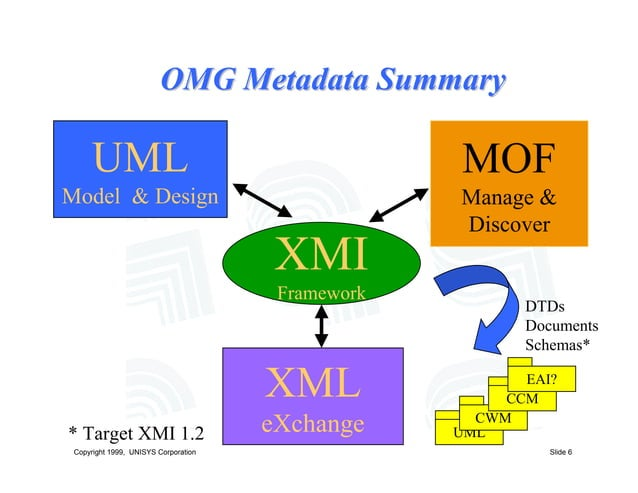 OMG Metadata Summary
UML
Model & Design
MOF
Manage &
Discover
XMI
Framework
DTDs
Documents
Schemas*
XML
eXchange
EAI?
CCM
CWM
UML
* Target XMI 1.2
Copyright 1999, UNISYS Corporation
Slide 6